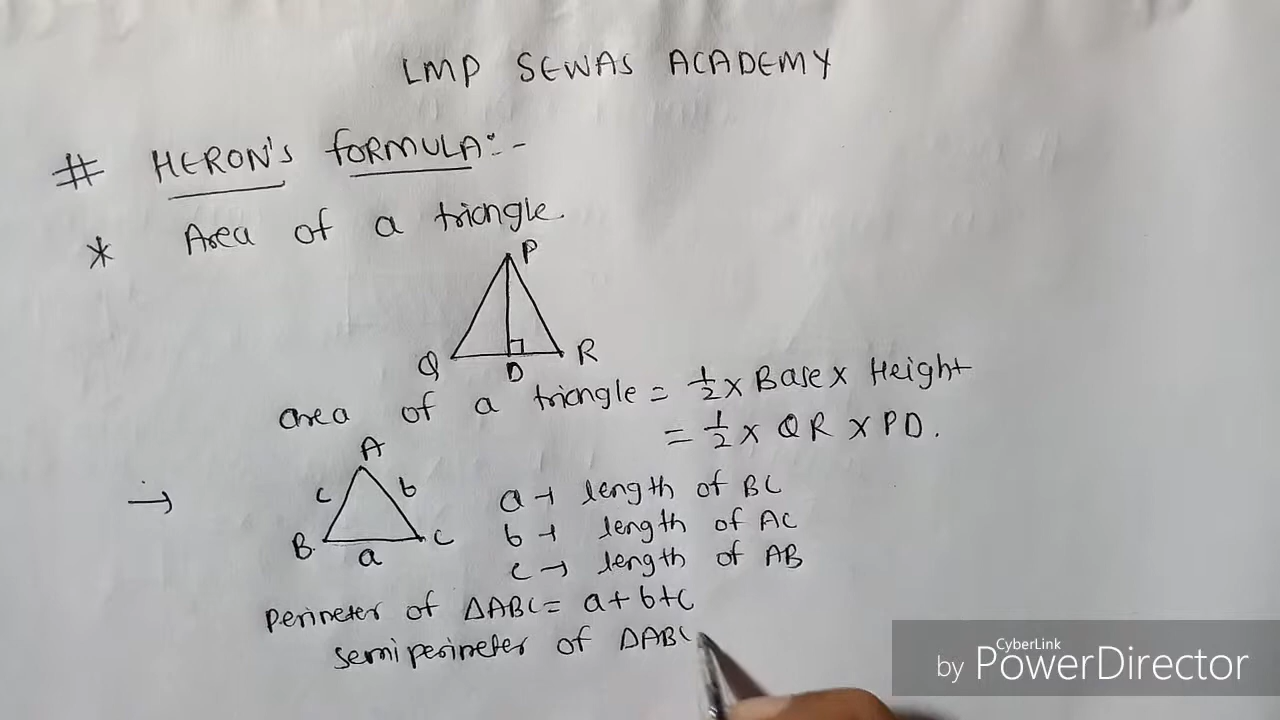 LMP SEWAS ACADEMY
# HERON'S FORMULA:-
* Area of a triangle.
P
Q D R
area of a triangle = 1/2 x Base x Height
= 1/2 x QR x PD.
A
c b
B a C
→
a → length of BC
b → length of AC
c → length of AB
Perimeter of ΔABC = a+b+c
semiperimeter of ΔABC
CyberLink
by PowerDirector